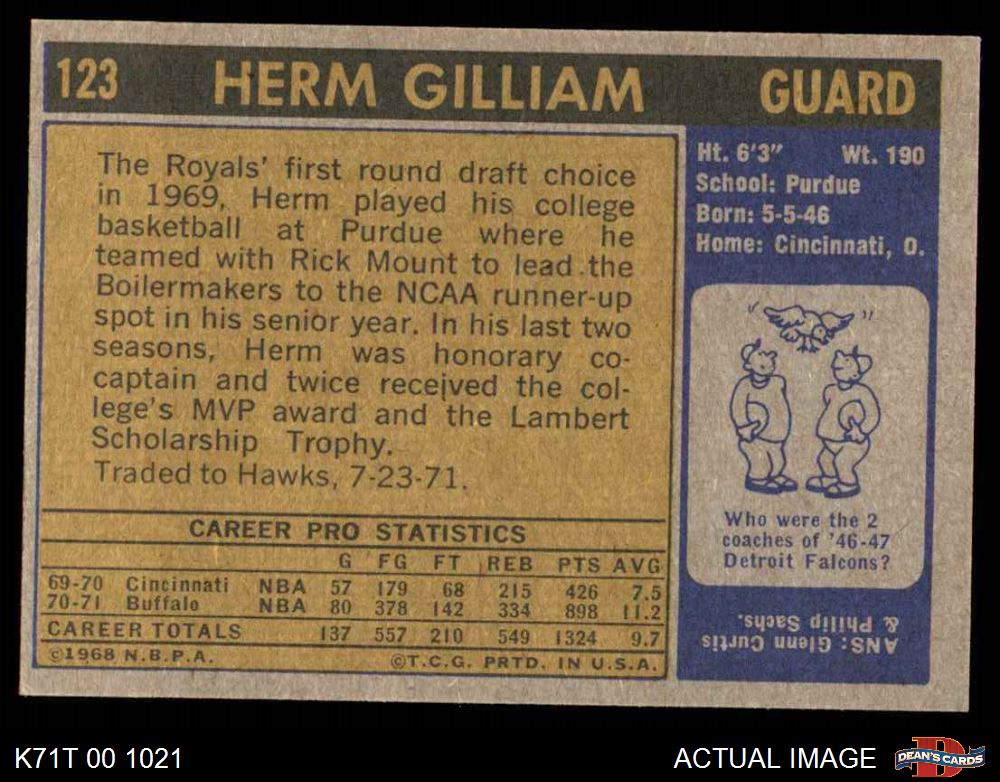 123 HERM GILLIAM GUARD
The Royals' first round draft choice
in 1969, Herm played his college
basketball at Purdue where he
teamed with Rick Mount to lead the
Boilermakers to the NCAA runner-up
spot in his senior year. In his last two
seasons, Herm was honorary co-
captain and twice received the col-
lege's MVP award and the Lambert
Scholarship Trophy.
Traded to Hawks, 7-23-71.
CAREER PRO STATISTICS
G FG FT REB PTS AVG
69-70 Cincinnati NBA 57 179 68 215 426 7.5
70-71 Buffalo NBA 80 378 142 334 898 11.2
CAREER TOTALS 137 557 210 549 1324 9.7
©1968 N.B.P.A. ©T.C.G. PRTD. IN U.S.A.
Ht. 6'3" Wt. 190
School: Purdue
Born: 5-5-46
Home: Cincinnati, O.
Who were the 2
coaches of '46-47
Detroit Falcons?
ANS: Glenn Curtis
& Philip Sachs.
K71T 00 1021
ACTUAL IMAGE
D
DEAN'S CARDS